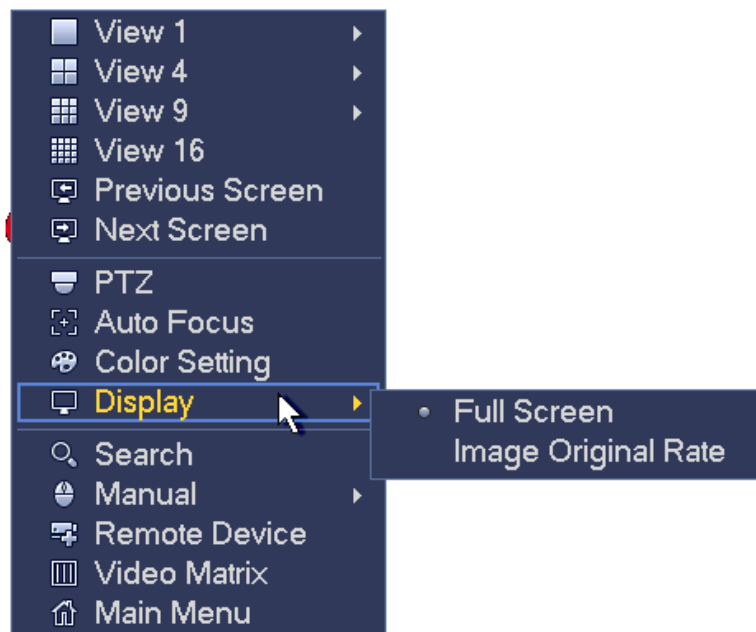 View 1
View 4
View 9
View 16
Previous Screen
Next Screen
PTZ
Auto Focus
Color Setting
Display
Full Screen
Image Original Rate
Search
Manual
Remote Device
Video Matrix
Main Menu